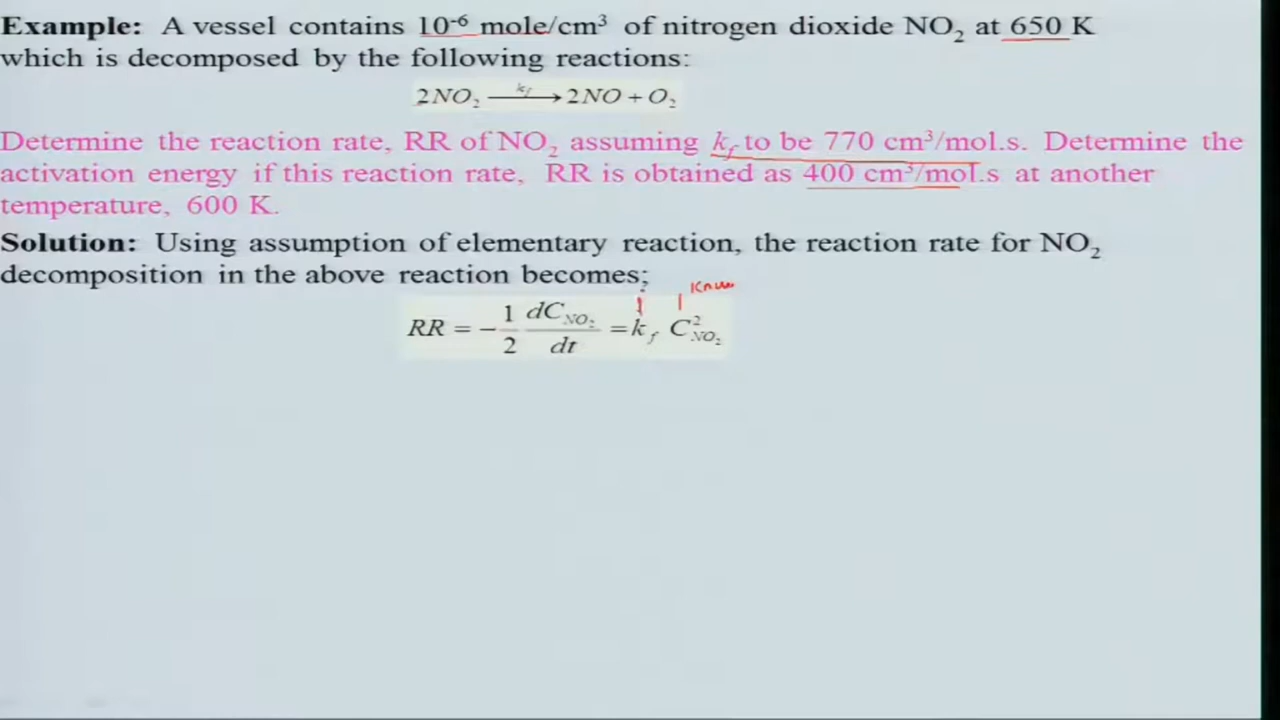 Example: A vessel contains 10⁻⁶ mole/cm³ of nitrogen dioxide NO₂ at 650 K
which is decomposed by the following reactions:
2NO₂ —k_f→ 2NO + O₂
Determine the reaction rate, RR of NO₂ assuming k_f to be 770 cm³/mol.s. Determine the
activation energy if this reaction rate, RR is obtained as 400 cm³/mol.s at another
temperature, 600 K.
Solution: Using assumption of elementary reaction, the reaction rate for NO₂
decomposition in the above reaction becomes;
RR = − 1/2 dC_NO₂/dt = k_f C²_NO₂